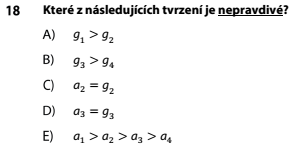 18 Které z následujících tvrzení je nepravdivé?
A) g₁ > g₂
B) g₃ > g₄
C) a₂ = g₂
D) a₃ = g₃
E) a₁ > a₂ > a₃ > a₄